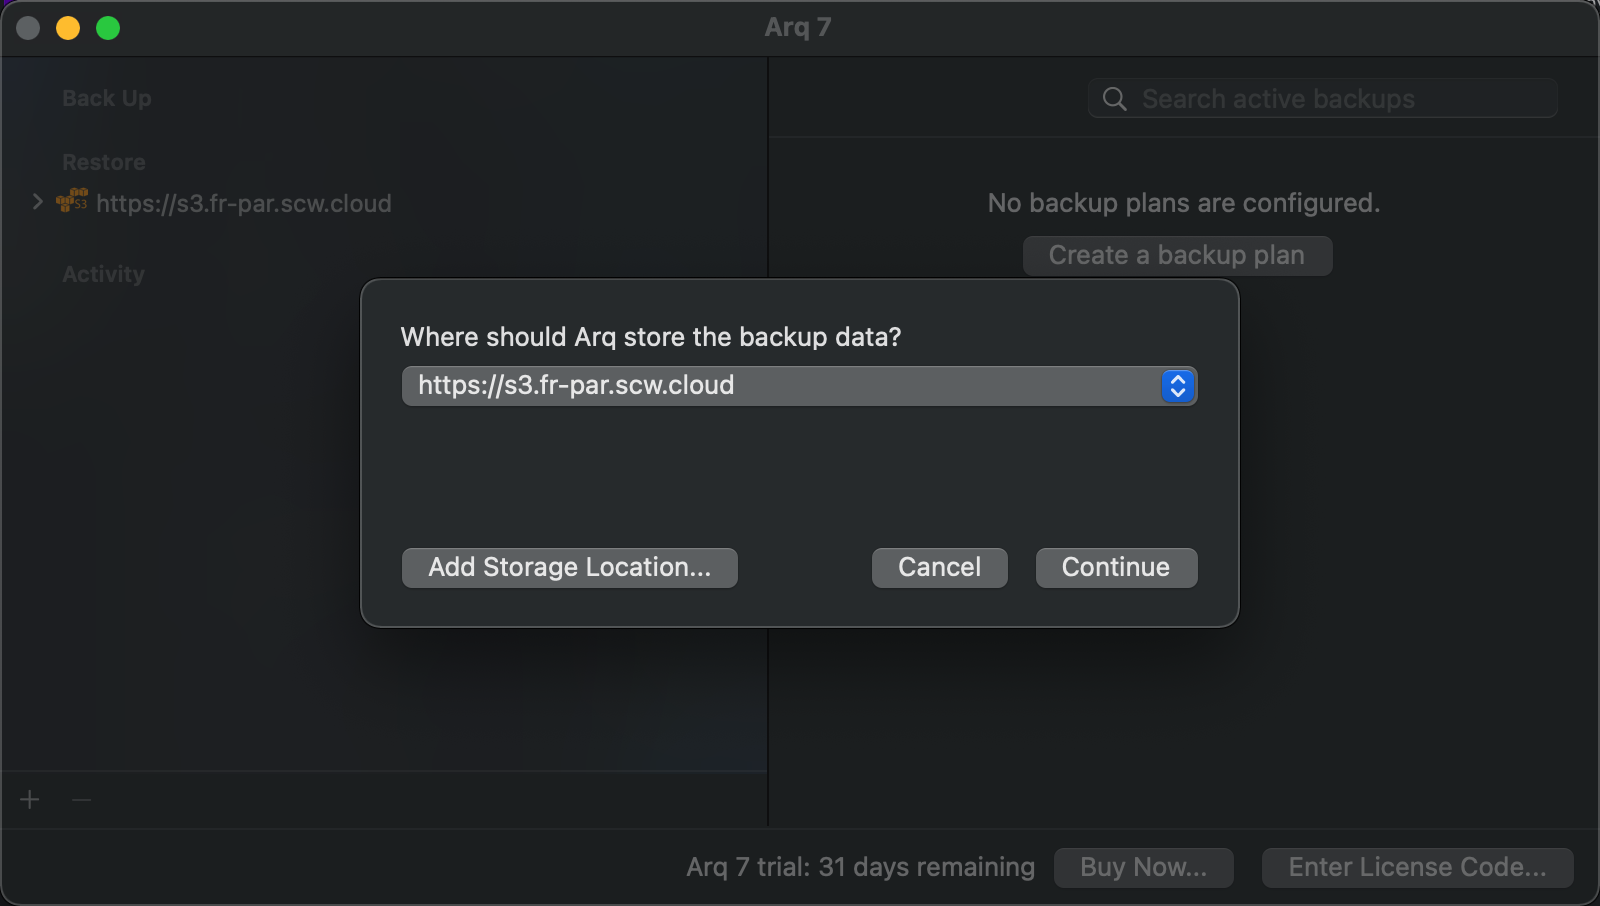 Arq 7
Back Up
Search active backups
Restore
S3 https://s3.fr-par.scw.cloud
No backup plans are configured.
Create a backup plan
Activity
Where should Arq store the backup data?
https://s3.fr-par.scw.cloud
Add Storage Location...
Cancel
Continue
Arq 7 trial: 31 days remaining
Buy Now...
Enter License Code...